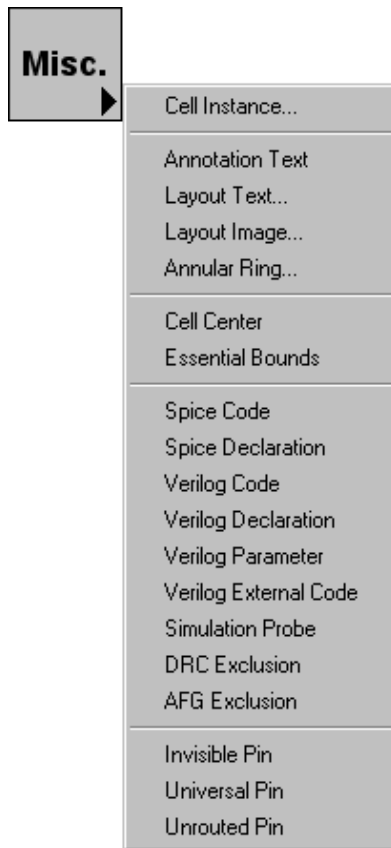 Misc.
Cell Instance...
Annotation Text
Layout Text...
Layout Image...
Annular Ring...
Cell Center
Essential Bounds
Spice Code
Spice Declaration
Verilog Code
Verilog Declaration
Verilog Parameter
Verilog External Code
Simulation Probe
DRC Exclusion
AFG Exclusion
Invisible Pin
Universal Pin
Unrouted Pin